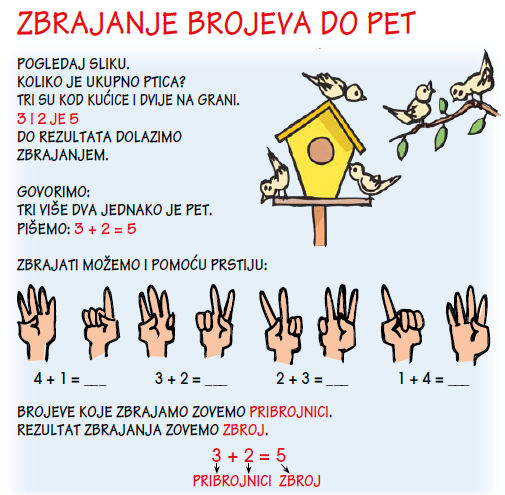 ZBRAJANJE BROJEVA DO PET
POGLEDAJ SLIKU.
KOLIKO JE UKUPNO PTICA?
TRI SU KOD KUĆICE I DVIJE NA GRANI.
3 I 2 JE 5
DO REZULTATA DOLAZIMO
ZBRAJANJEM.
GOVORIMO:
TRI VIŠE DVA JEDNAKO JE PET.
PIŠEMO: 3 + 2 = 5
ZBRAJATI MOŽEMO I POMOĆU PRSTIJU:
4 + 1 = ___ 3 + 2 = ___ 2 + 3 = ___ 1 + 4 = ___
BROJEVE KOJE ZBRAJAMO ZOVEMO PRIBROJNICI.
REZULTAT ZBRAJANJA ZOVEMO ZBROJ.
3 + 2 = 5
PRIBROJNICI ZBROJ